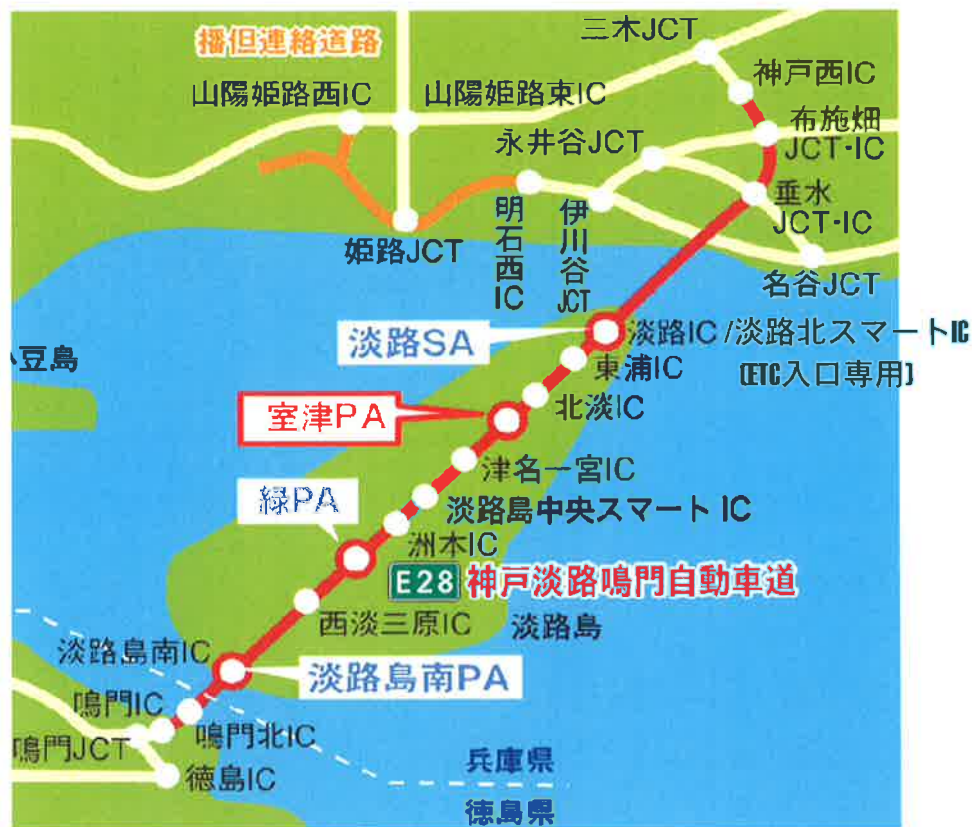 三木JCT
播但連絡道路
神戸西IC
山陽姫路西IC
山陽姫路東IC
布施畑
JCT・IC
永井谷JCT
垂水
JCT・IC
明石西IC
伊川谷JCT
姫路JCT
名谷JCT
淡路SA
淡路IC/淡路北スマートIC
(ETC入口専用)
豆島
東浦IC
北淡IC
室津PA
津名一宮IC
緑PA
淡路島中央スマートIC
洲本IC
E28 神戸淡路鳴門自動車道
西淡三原IC
淡路島
淡路島南IC
淡路島南PA
鳴門IC
鳴門北IC
鳴門JCT
徳島IC
兵庫県
徳島県